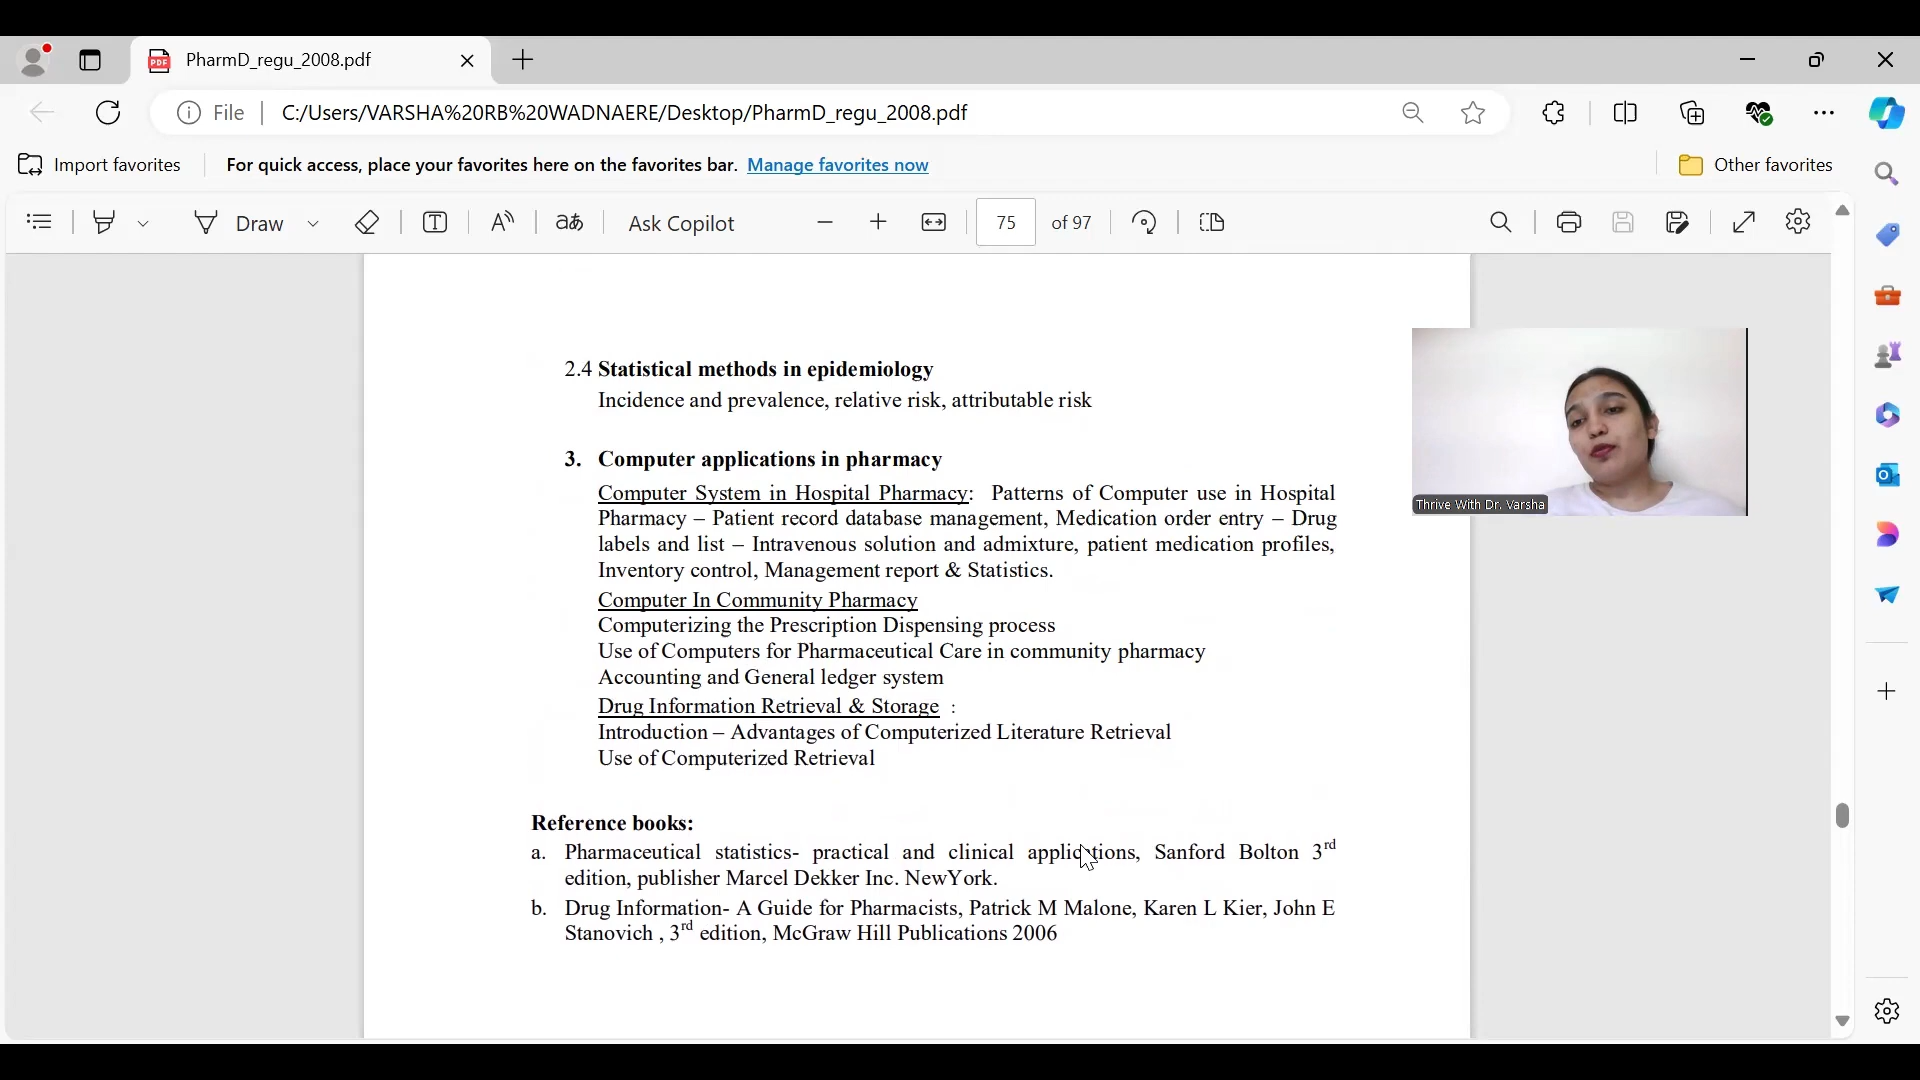 PharmD_regu_2008.pdf
File
C:/Users/VARSHA%20RB%20WADNAERE/Desktop/PharmD_regu_2008.pdf
Import favorites
For quick access, place your favorites here on the favorites bar. Manage favorites now
Other favorites
Draw
Ask Copilot
75 of 97
2.4 Statistical methods in epidemiology
Incidence and prevalence, relative risk, attributable risk
3. Computer applications in pharmacy
Computer System in Hospital Pharmacy: Patterns of Computer use in Hospital
Pharmacy – Patient record database management, Medication order entry – Drug
labels and list – Intravenous solution and admixture, patient medication profiles,
Inventory control, Management report & Statistics.
Computer In Community Pharmacy
Computerizing the Prescription Dispensing process
Use of Computers for Pharmaceutical Care in community pharmacy
Accounting and General ledger system
Drug Information Retrieval & Storage :
Introduction – Advantages of Computerized Literature Retrieval
Use of Computerized Retrieval
Reference books:
a. Pharmaceutical statistics- practical and clinical applications, Sanford Bolton 3rd
edition, publisher Marcel Dekker Inc. NewYork.
b. Drug Information- A Guide for Pharmacists, Patrick M Malone, Karen L Kier, John E
Stanovich , 3rd edition, McGraw Hill Publications 2006
Thrive With Dr. Varsha